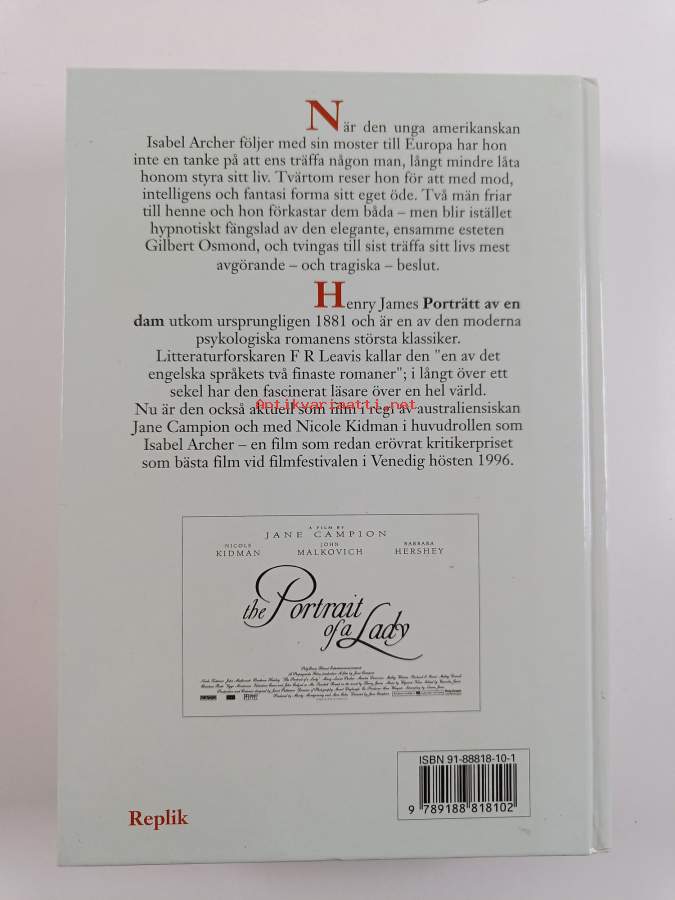 När den unga amerikanskan
Isabel Archer följer med sin moster till Europa har hon
inte en tanke på att ens träffa någon man, långt mindre låta
honom styra sitt liv. Tvärtom reser hon för att med mod,
intelligens och fantasi forma sitt eget öde. Två män friar
till henne och hon förkastar dem båda – men blir istället
hypnotiskt fängslad av den elegante, ensamme esteten
Gilbert Osmond, och tvingas till sist träffa sitt livs mest
avgörande – och tragiska – beslut.
Henry James Porträtt av en
dam utkom ursprungligen 1881 och är en av den moderna
psykologiska romanens största klassiker.
Litteraturforskaren F R Leavis kallar den "en av det
engelska språkets två finaste romaner"; i långt över ett
sekel har den fascinerat läsare över en hel värld.
Antikvariaatti.net
Nu är den också aktuell som film i regi av australiensiskan
Jane Campion och med Nicole Kidman i huvudrollen som
Isabel Archer – en film som redan erövrat kritikerpriset
som bästa film vid filmfestivalen i Venedig hösten 1996.
A FILM BY
JANE CAMPION
NICOLE KIDMAN
JOHN MALKOVICH
BARBARA HERSHEY
the Portrait
of a Lady
ISBN 91-88818-10-1
9 789188 818102
Replik